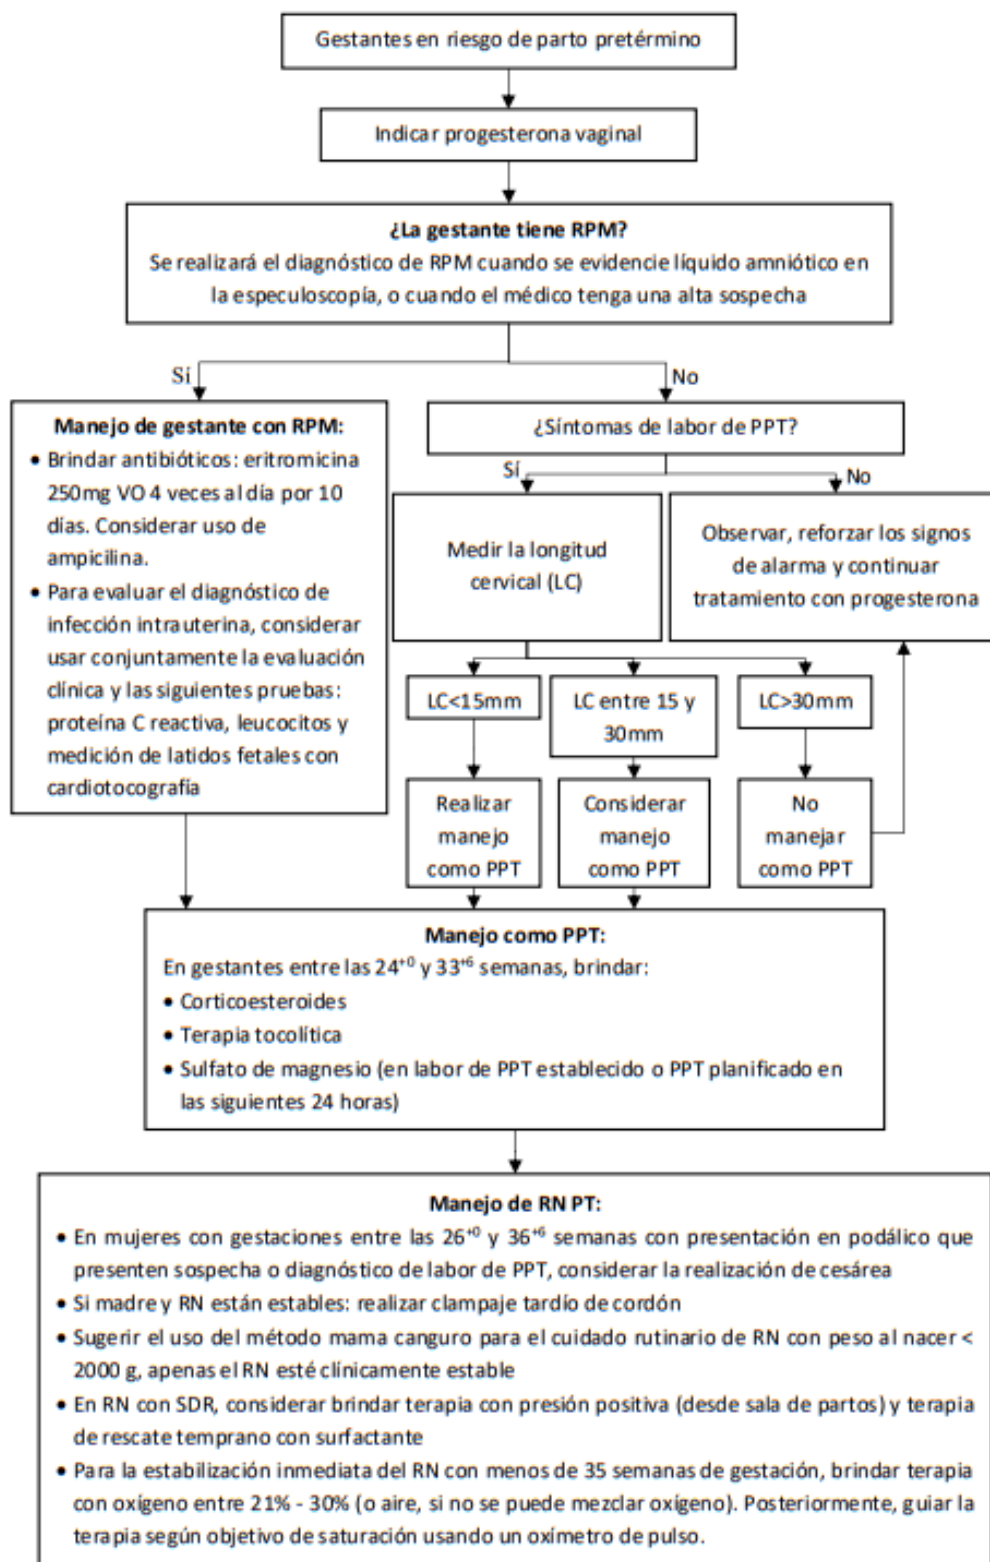 Gestantes en riesgo de parto pretérmino
Indicar progesterona vaginal
¿La gestante tiene RPM?
Se realizará el diagnóstico de RPM cuando se evidencie líquido amniótico en
la especuloscopía, o cuando el médico tenga una alta sospecha
Sí
No
Manejo de gestante con RPM:
• Brindar antibióticos: eritromicina
250mg VO 4 veces al día por 10
días. Considerar uso de
ampicilina.
• Para evaluar el diagnóstico de
infección intrauterina, considerar
usar conjuntamente la evaluación
clínica y las siguientes pruebas:
proteína C reactiva, leucocitos y
medición de latidos fetales con
cardiotocografía
¿Síntomas de labor de PPT?
Sí
No
Medir la longitud
cervical (LC)
Observar, reforzar los signos
de alarma y continuar
tratamiento con progesterona
LC<15mm
LC entre 15 y
30mm
LC>30mm
Realizar
manejo
como PPT
Considerar
manejo
como PPT
No
manejar
como PPT
Manejo como PPT:
En gestantes entre las 24⁺⁰ y 33⁺⁶ semanas, brindar:
• Corticoesteroides
• Terapia tocolítica
• Sulfato de magnesio (en labor de PPT establecido o PPT planificado en
las siguientes 24 horas)
Manejo de RN PT:
• En mujeres con gestaciones entre las 26⁺⁰ y 36⁺⁶ semanas con presentación en podálico que
presenten sospecha o diagnóstico de labor de PPT, considerar la realización de cesárea
• Si madre y RN están estables: realizar clampaje tardío de cordón
• Sugerir el uso del método mama canguro para el cuidado rutinario de RN con peso al nacer <
2000 g, apenas el RN esté clínicamente estable
• En RN con SDR, considerar brindar terapia con presión positiva (desde sala de partos) y terapia
de rescate temprano con surfactante
• Para la estabilización inmediata del RN con menos de 35 semanas de gestación, brindar terapia
con oxígeno entre 21% - 30% (o aire, si no se puede mezclar oxígeno). Posteriormente, guiar la
terapia según objetivo de saturación usando un oxímetro de pulso.